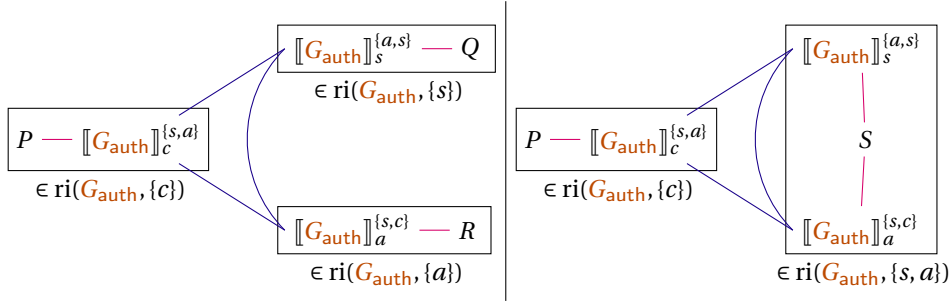 ⟦G_auth⟧_s^{a,s} Q
∈ ri(G_auth, {s})
P ⟦G_auth⟧_c^{s,a}
∈ ri(G_auth, {c})
⟦G_auth⟧_a^{s,c} R
∈ ri(G_auth, {a})
⟦G_auth⟧_s^{a,s}
P ⟦G_auth⟧_c^{s,a}
∈ ri(G_auth, {c})
S
⟦G_auth⟧_a^{s,c}
∈ ri(G_auth, {s, a})